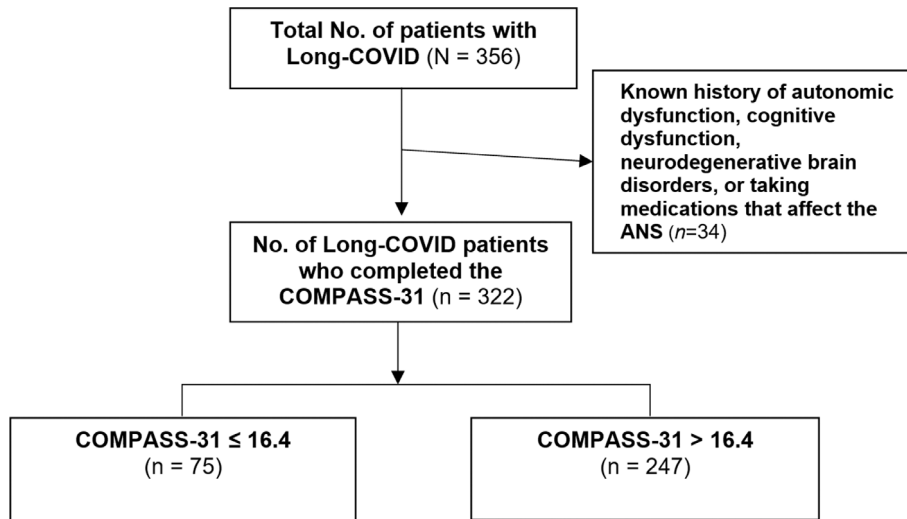 Total No. of patients with
Long-COVID (N = 356)
Known history of autonomic
dysfunction, cognitive
dysfunction,
neurodegenerative brain
disorders, or taking
medications that affect the
ANS (n=34)
No. of Long-COVID patients
who completed the
COMPASS-31 (n = 322)
COMPASS-31 ≤ 16.4
(n = 75)
COMPASS-31 > 16.4
(n = 247)